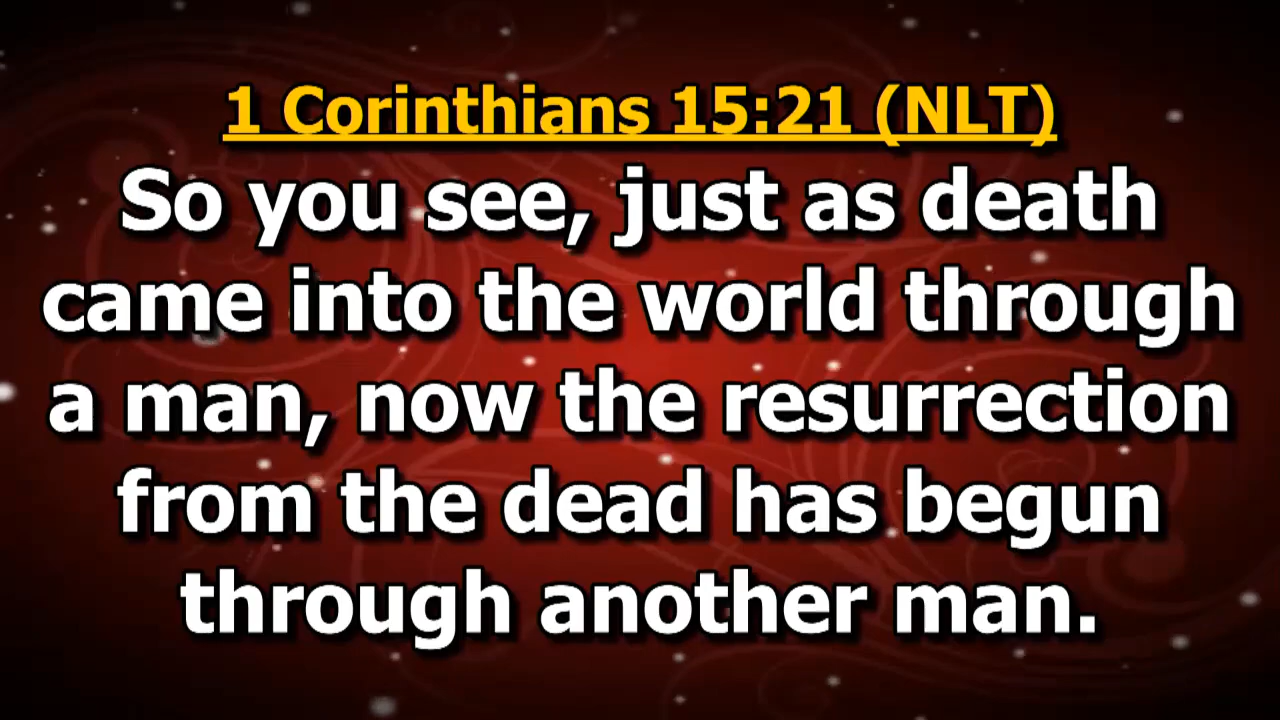 1 Corinthians 15:21 (NLT)
So you see, just as death
came into the world through
a man, now the resurrection
from the dead has begun
through another man.